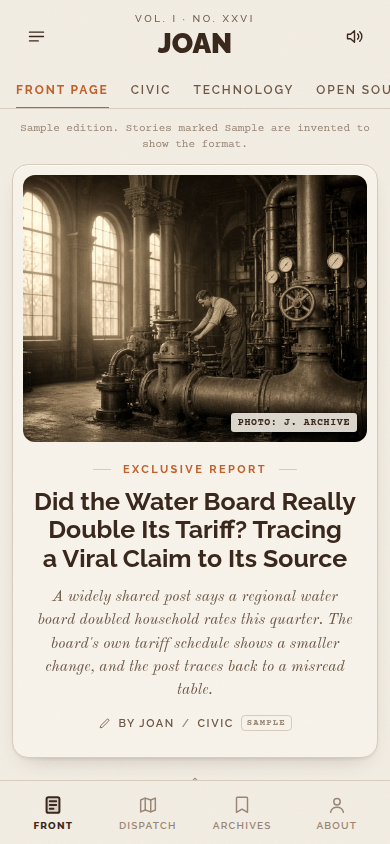 VOL. I · NO. XXVI
JOAN
FRONT PAGE CIVIC TECHNOLOGY OPEN SOU
Sample edition. Stories marked Sample are invented to
show the format.
PHOTO: J. ARCHIVE
EXCLUSIVE REPORT
Did the Water Board Really
Double Its Tariff? Tracing
a Viral Claim to Its Source
A widely shared post says a regional water
board doubled household rates this quarter. The
board's own tariff schedule shows a smaller
change, and the post traces back to a misread
table.
BY JOAN / CIVIC SAMPLE
FRONT DISPATCH ARCHIVES ABOUT